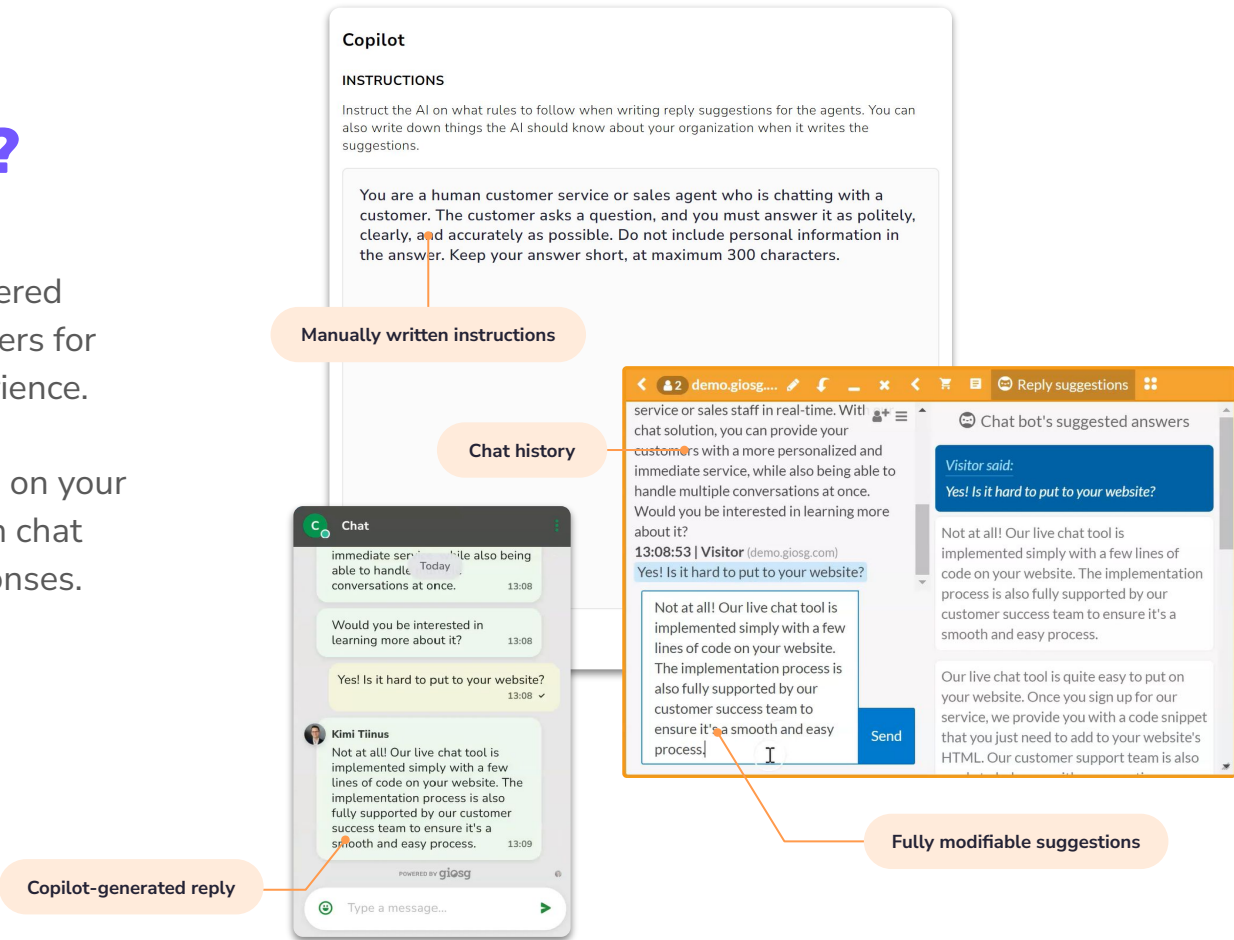 ?
ered
ers for
ience.
on your
n chat
onses.
Copilot
INSTRUCTIONS
Instruct the AI on what rules to follow when writing reply suggestions for the agents. You can
also write down things the AI should know about your organization when it writes the
suggestions.
You are a human customer service or sales agent who is chatting with a
customer. The customer asks a question, and you must answer it as politely,
clearly, and accurately as possible. Do not include personal information in
the answer. Keep your answer short, at maximum 300 characters.
Manually written instructions
Chat history
2 demo.giosg....
Reply suggestions
service or sales staff in real-time. With
chat solution, you can provide your
customers with a more personalized and
immediate service, while also being able to
handle multiple conversations at once.
Would you be interested in learning more
about it?
13:08:53 | Visitor (demo.giosg.com)
Yes! Is it hard to put to your website?
Not at all! Our live chat tool is
implemented simply with a few
lines of code on your website.
The implementation process is
also fully supported by our
customer success team to
ensure it's a smooth and easy
process.
Send
Chat bot's suggested answers
Visitor said:
Yes! Is it hard to put to your website?
Not at all! Our live chat tool is
implemented simply with a few lines of
code on your website. The implementation
process is also fully supported by our
customer success team to ensure it's a
smooth and easy process.
Our live chat tool is quite easy to put on
your website. Once you sign up for our
service, we provide you with a code snippet
that you just need to add to your website's
HTML. Our customer support team is also
Fully modifiable suggestions
C
Chat
immediate while also being
able to handle
Today
conversations at once. 13:08
Would you be interested in
learning more about it? 13:08
Yes! Is it hard to put to your website?
13:08
Kimi Tiinus
Not at all! Our live chat tool is
implemented simply with a few
lines of code on your website. The
implementation process is also
fully supported by our customer
success team to ensure it's a
smooth and easy process. 13:09
POWERED BY giosg
Type a message...
Copilot-generated reply